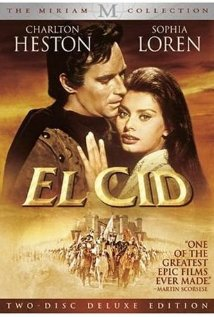 THE MIRIAM M COLLECTION
CHARLTON SOPHIA
HESTON LOREN
EL CID
"ONE
OF THE
GREATEST
EPIC FILMS
EVER MADE."
MARTIN SCORSESE
TWO-DISC DELUXE EDITION